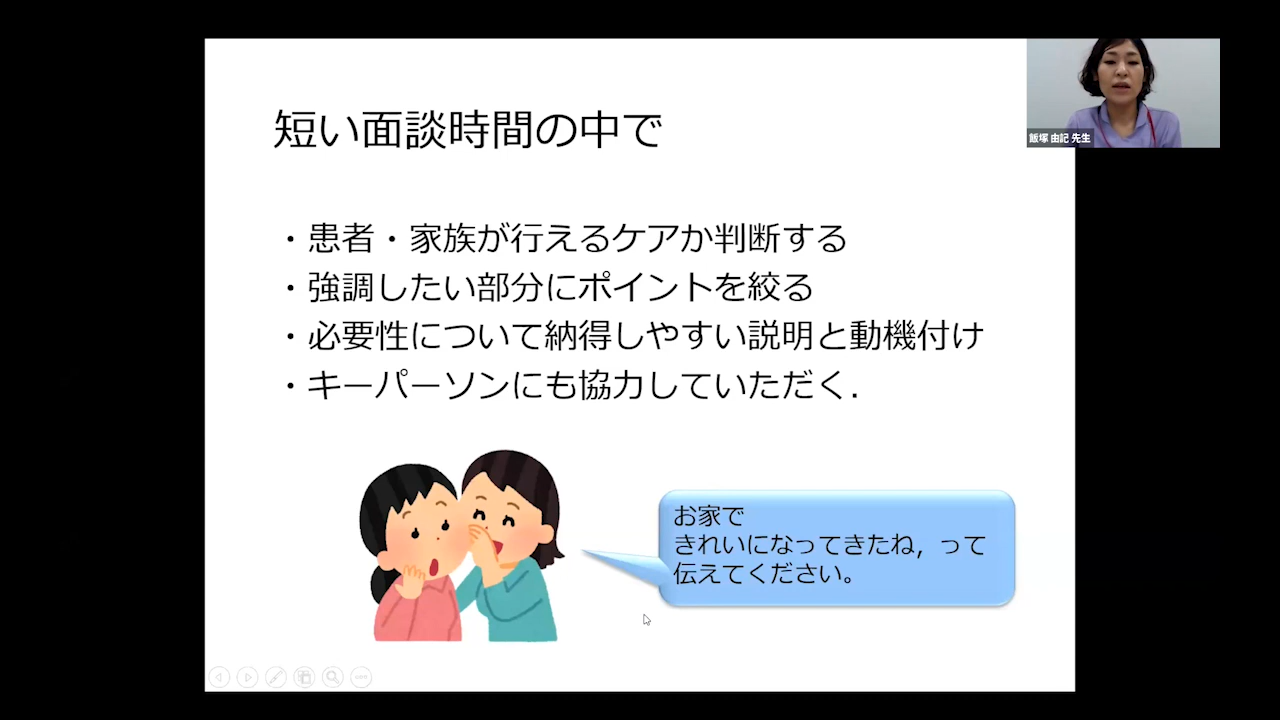 短い面談時間の中で
飯塚 由記 先生
・患者・家族が行えるケアか判断する
・強調したい部分にポイントを絞る
・必要性について納得しやすい説明と動機付け
・キーパーソンにも協力していただく.
お家で
きれいになってきたね，って
伝えてください。